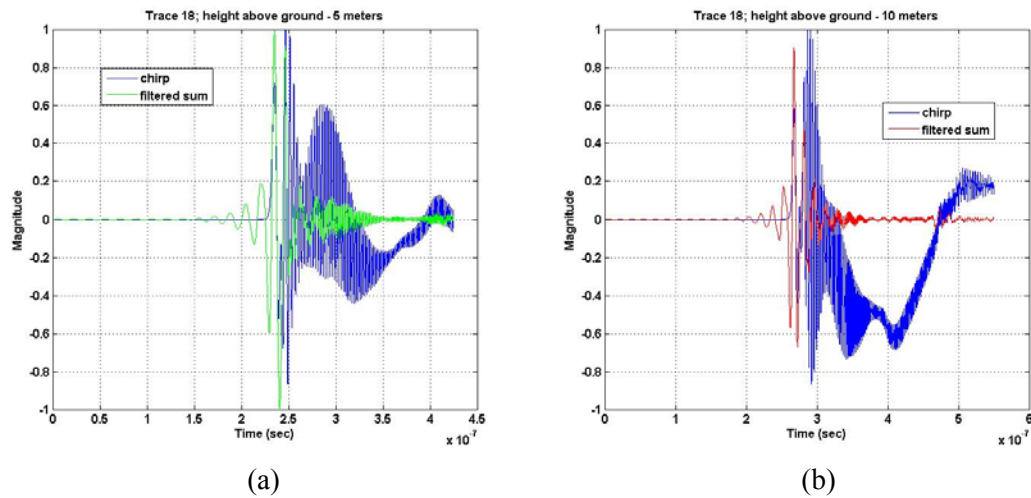 Trace 18; height above ground - 5 meters
1
0.8
0.6
0.4
0.2
0
-0.2
-0.4
-0.6
-0.8
-1
Magnitude
chirp
filtered sum
0 0.5 1 1.5 2 2.5 3 3.5 4 4.5
Time (sec)
x 10⁻⁷
(a)
Trace 18; height above ground - 10 meters
1
0.8
0.6
0.4
0.2
0
-0.2
-0.4
-0.6
-0.8
-1
Magnitude
chirp
filtered sum
0 1 2 3 4 5 6
Time (sec)
x 10⁻⁷
(b)